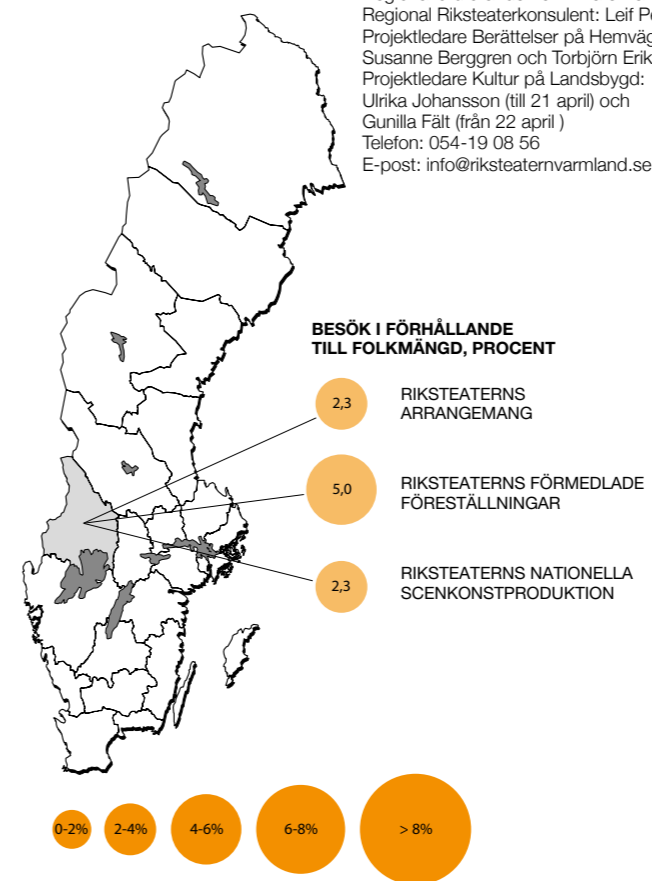 Regional Riksteaterkonsulent: Leif
Projektledare Berättelser på
Susanne Berggren och Torbjörn
Projektledare Kultur på Landsbygd:
Ulrika Johansson (till 21 april) och
Gunilla Fält (från 22 april )
Telefon: 054-19 08 56
E-post: info@riksteaternvarmland.se
BESÖK I FÖRHÅLLANDE
TILL FOLKMÄNGD, PROCENT
2,3
RIKSTEATERNS
ARRANGEMANG
5,0
RIKSTEATERNS FÖRMEDLADE
FÖRESTÄLLNINGAR
2,3
RIKSTEATERNS NATIONELLA
SCENKONSTPRODUKTION
0-2%
2-4%
4-6%
6-8%
> 8%